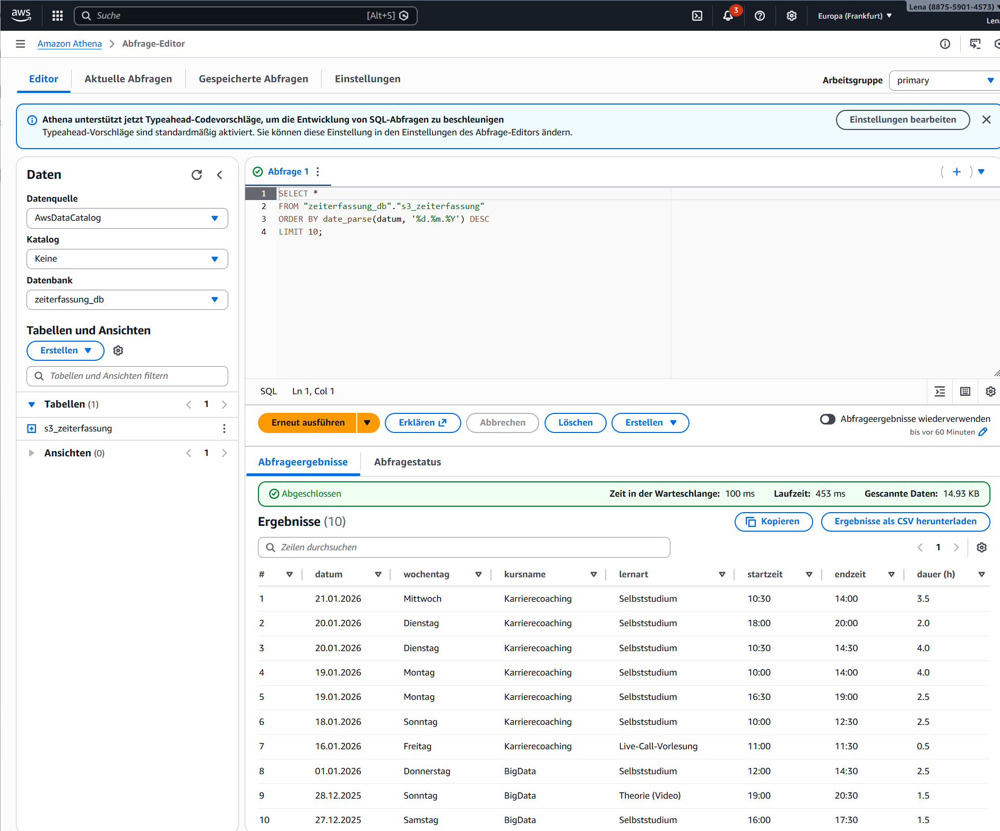 aws
Suche
[Alt+S]
3
Europa (Frankfurt)
Lena (8875-5901-4573)
Lena
Amazon Athena
Abfrage-Editor
Editor
Aktuelle Abfragen
Gespeicherte Abfragen
Einstellungen
Arbeitsgruppe
primary
Athena unterstützt jetzt Typeahead-Codevorschläge, um die Entwicklung von SQL-Abfragen zu beschleunigen
Typeahead-Vorschläge sind standardmäßig aktiviert. Sie können diese Einstellung in den Einstellungen des Abfrage-Editors ändern.
Einstellungen bearbeiten
Daten
Datenquelle
AwsDataCatalog
Katalog
Keine
Datenbank
zeiterfassung_db
Tabellen und Ansichten
Erstellen
Tabellen und Ansichten filtern
Tabellen (1)
1
s3_zeiterfassung
Ansichten (0)
1
Abfrage 1
1 SELECT *
2 FROM "zeiterfassung_db"."s3_zeiterfassung"
3 ORDER BY date_parse(datum, '%d.%m.%Y') DESC
4 LIMIT 10;
SQL
Ln 1, Col 1
Erneut ausführen
Erklären
Abbrechen
Löschen
Erstellen
Abfrageergebnisse wiederverwenden
bis vor 60 Minuten
Abfrageergebnisse
Abfragestatus
Abgeschlossen
Zeit in der Warteschlange: 100 ms
Laufzeit: 453 ms
Gescannte Daten: 14.93 KB
Ergebnisse (10)
Kopieren
Ergebnisse als CSV herunterladen
Zeilen durchsuchen
1
# datum wochentag kursname lernart startzeit endzeit dauer (h)
1 21.01.2026 Mittwoch Karrierecoaching Selbststudium 10:30 14:00 3.5
2 20.01.2026 Dienstag Karrierecoaching Selbststudium 18:00 20:00 2.0
3 20.01.2026 Dienstag Karrierecoaching Selbststudium 10:30 14:30 4.0
4 19.01.2026 Montag Karrierecoaching Selbststudium 10:00 14:00 4.0
5 19.01.2026 Montag Karrierecoaching Selbststudium 16:30 19:00 2.5
6 18.01.2026 Sonntag Karrierecoaching Selbststudium 10:00 12:30 2.5
7 16.01.2026 Freitag Karrierecoaching Live-Call-Vorlesung 11:00 11:30 0.5
8 01.01.2026 Donnerstag BigData Selbststudium 12:00 14:30 2.5
9 28.12.2025 Sonntag BigData Theorie (Video) 19:00 20:30 1.5
10 27.12.2025 Samstag BigData Selbststudium 16:00 17:30 1.5